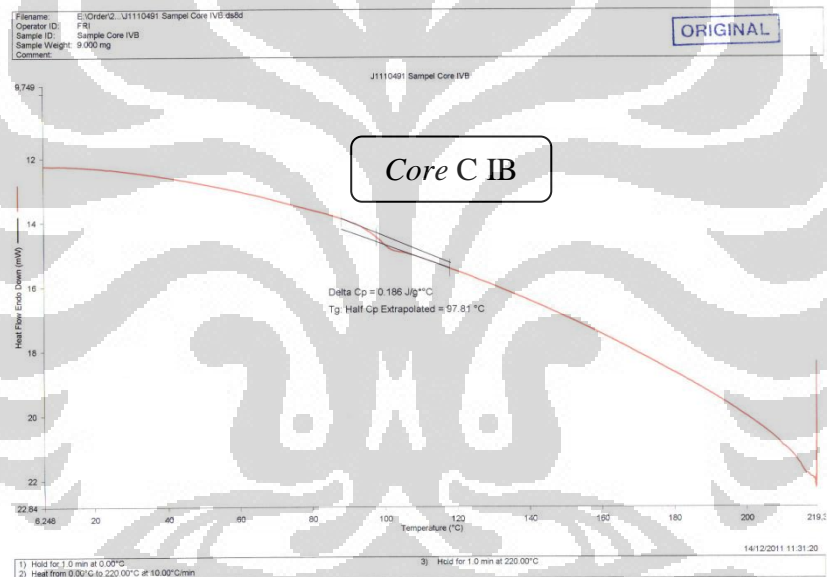 Filename: E:\Order\2...\J1110491 Sampel Core IVB.ds8d
Operator ID: FRI
Sample ID: Sample Core IVB
Sample Weight: 9.000 mg
Comment:
ORIGINAL
J1110491 Sampel Core IVB
9,749
12
14
16
18
20
22
22.84
Heat Flow Endo Down (mW)
Core C IB
Delta Cp = 0.186 J/g*°C
Tg: Half Cp Extrapolated = 97.81 °C
6,248
20
40
60
80
100
120
140
160
180
200
219,3
Temperature (°C)
14/12/2011 11:31:20
1) Hold for 1.0 min at 0.00°C
2) Heat from 0.00°C to 220.00°C at 10.00°C/min
3) Hold for 1.0 min at 220.00°C